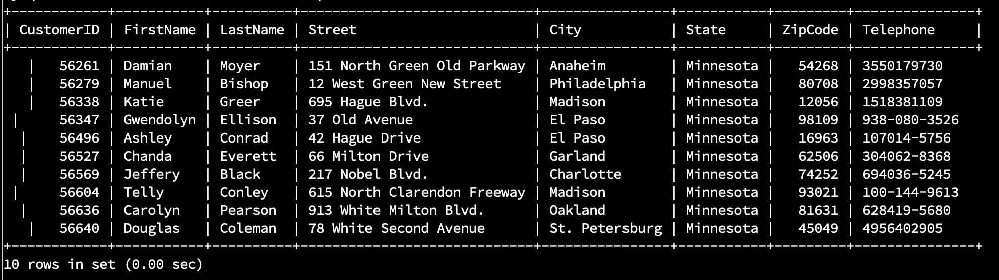 +------------+-----------+----------+-----------------------------+----------------+-----------+---------+---------------+
| CustomerID | FirstName | LastName | Street                      | City           | State     | ZipCode | Telephone     |
+------------+-----------+----------+-----------------------------+----------------+-----------+---------+---------------+
   |   56261 | Damian    | Moyer    | 151 North Green Old Parkway | Anaheim        | Minnesota |   54268 | 3550179730
   |   56279 | Manuel    | Bishop   | 12 West Green New Street    | Philadelphia   | Minnesota |   80708 | 2998357057
   |   56338 | Katie     | Greer    | 695 Hague Blvd.             | Madison        | Minnesota |   12056 | 1518381109
 |     56347 | Gwendolyn | Ellison  | 37 Old Avenue               | El Paso        | Minnesota |   98109 | 938-080-3526
  |    56496 | Ashley    | Conrad   | 42 Hague Drive              | El Paso        | Minnesota |   16963 | 107014-5756
  |    56527 | Chanda    | Everett  | 66 Milton Drive             | Garland        | Minnesota |   62506 | 304062-8368
  |    56569 | Jeffery   | Black    | 217 Nobel Blvd.             | Charlotte      | Minnesota |   74252 | 694036-5245
 |     56604 | Telly     | Conley   | 615 North Clarendon Freeway | Madison        | Minnesota |   93021 | 100-144-9613
  |    56636 | Carolyn   | Pearson  | 913 White Milton Blvd.      | Oakland        | Minnesota |   81631 | 628419-5680
   |   56640 | Douglas   | Coleman  | 78 White Second Avenue      | St. Petersburg | Minnesota |   45049 | 4956402905
+------------+-----------+----------+-----------------------------+----------------+-----------+---------+---------------+
10 rows in set (0.00 sec)